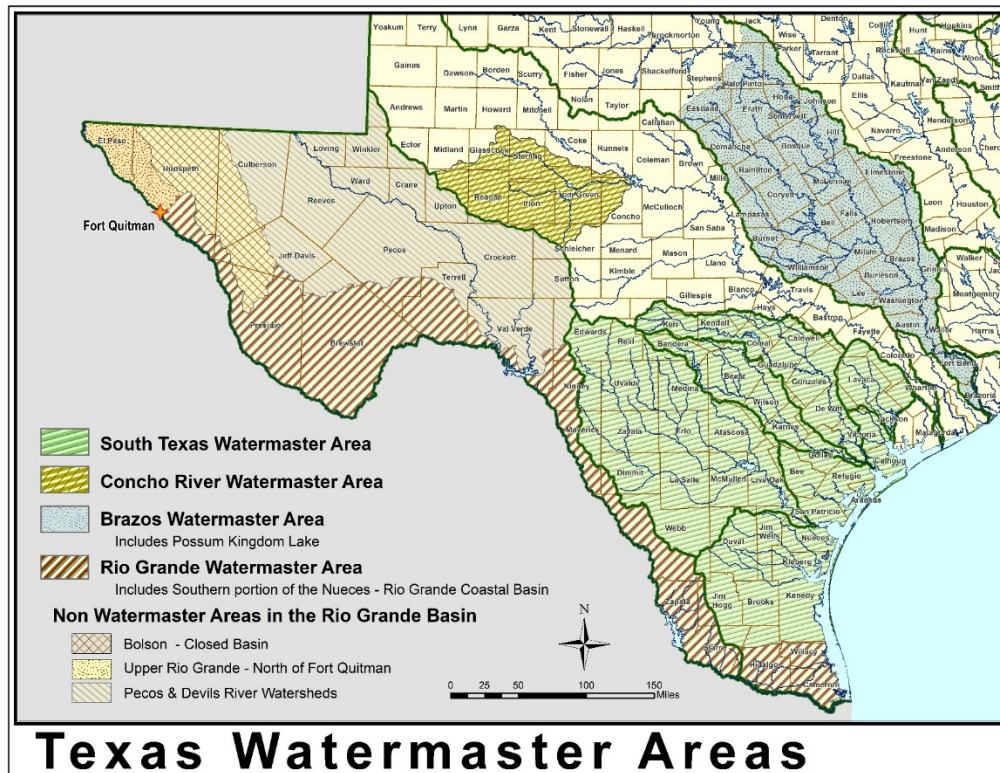 Yoakum Terry Lynn Garza Kent Stonewall Haskell Throckmorton Young Jack Wise Denton Collin Hunt Hopkins
Parker Tarrant Rockwall Rains Wood
Gaines Dawson Borden Scurry Fisher Jones Shackelford Stephens Palo Pinto Dallas Kaufman Van Zandt Smith
Hood Johnson Ellis
Andrews Martin Howard Mitchell Nolan Taylor Callahan Eastland Erath Somervell Hill Navarro Henderson
El Paso Hudspeth Culberson Loving Winkler Ector Midland Glasscock Sterling Coke Runnels Coleman Brown Comanche Bosque Freestone Anderson
Hamilton McLennan Limestone
Reeves Ward Crane Upton Reagan Irion Tom Green Concho McCulloch Mills Coryell Falls Leon Houston
Fort Quitman
San Saba Lampasas Bell Robertson Madison
Jeff Davis Pecos Crockett Schleicher Menard Mason Llano Burnet Milam Brazos Grimes Walker
Terrell Sutton Kimble Williamson Burleson Montgomery
Gillespie Blanco Travis Lee Washington
Presidio Brewster Val Verde Edwards Kerr Kendall Hays Bastrop Fayette Austin Waller Harris
Real Bandera Comal Caldwell Colorado Fort Bend
Kinney Uvalde Medina Bexar Guadalupe Gonzales Lavaca Wharton Brazoria
Wilson De Witt Jackson Matagorda
Maverick Zavala Frio Atascosa Karnes Victoria
Goliad Calhoun
Dimmit La Salle McMullen Live Oak Bee Refugio
Aransas
San Patricio
Webb Duval Jim Wells Nueces
Kleberg
Zapata Jim Hogg Brooks Kenedy
Starr Hidalgo Willacy
Cameron
South Texas Watermaster Area
Concho River Watermaster Area
Brazos Watermaster Area
Includes Possum Kingdom Lake
Rio Grande Watermaster Area
Includes Southern portion of the Nueces - Rio Grande Coastal Basin
Non Watermaster Areas in the Rio Grande Basin
Bolson - Closed Basin
Upper Rio Grande - North of Fort Quitman
Pecos & Devils River Watersheds
N
0 25 50 100 150
Miles
Texas Watermaster Areas